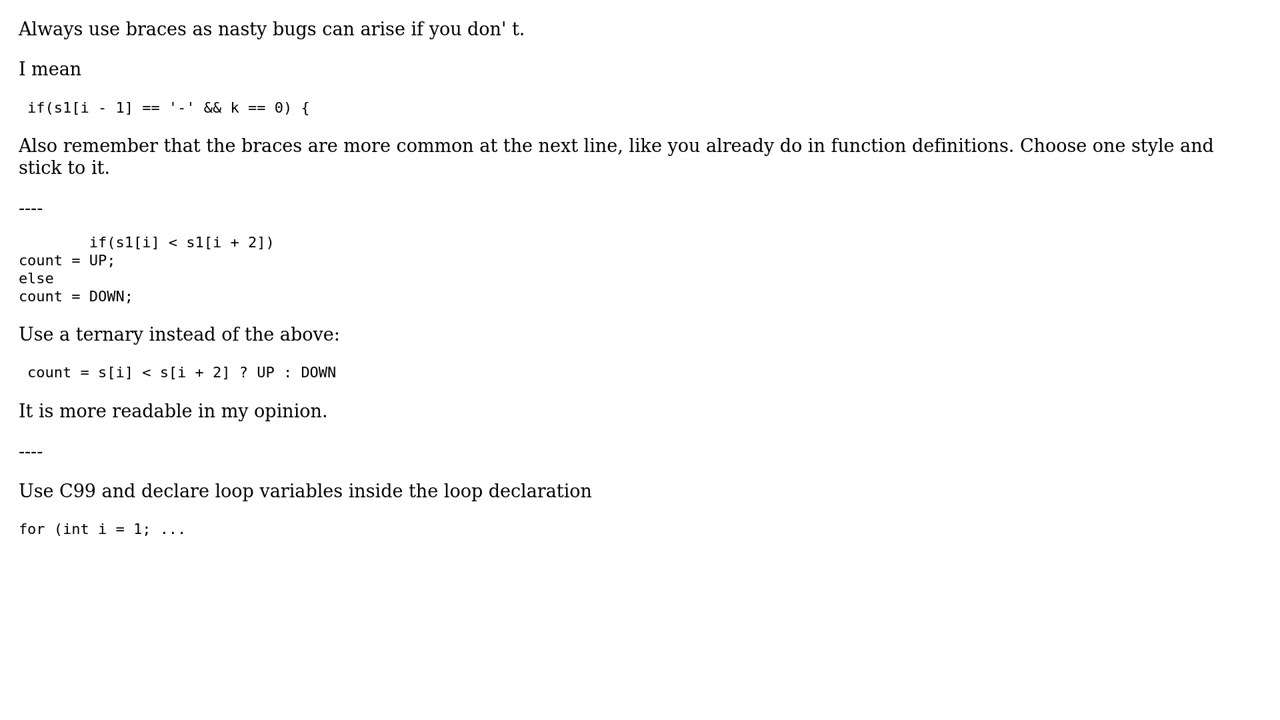 Always use braces as nasty bugs can arise if you don' t.
I mean
if(s1[i - 1] == '-' && k == 0) {
Also remember that the braces are more common at the next line, like you already do in function definitions. Choose one style and
stick to it.
----
if(s1[i] < s1[i + 2])
count = UP;
else
count = DOWN;
Use a ternary instead of the above:
count = s[i] < s[i + 2] ? UP : DOWN
It is more readable in my opinion.
----
Use C99 and declare loop variables inside the loop declaration
for (int i = 1; ...